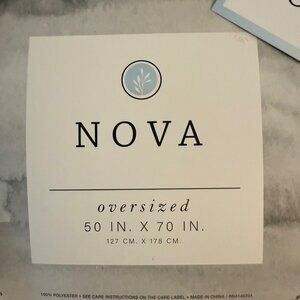 NOVA
oversized
50 IN. X 70 IN.
127 CM. X 178 CM.
100% POLYESTER • SEE CARE INSTRUCTIONS ON THE CARE LABEL • MADE IN CHINA /